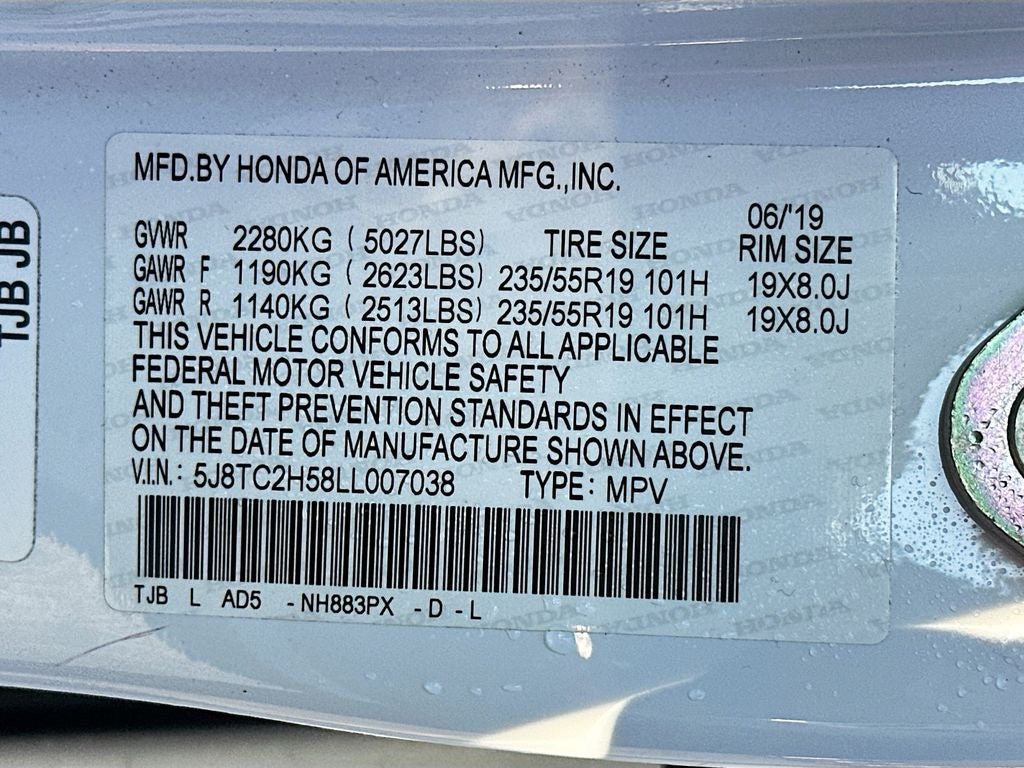 TJB JB
MFD.BY HONDA OF AMERICA MFG.,INC.
06/'19
GVWR 2280KG (5027LBS) TIRE SIZE RIM SIZE
GAWR F 1190KG (2623LBS) 235/55R19 101H 19X8.0J
GAWR R 1140KG (2513LBS) 235/55R19 101H 19X8.0J
THIS VEHICLE CONFORMS TO ALL APPLICABLE
FEDERAL MOTOR VEHICLE SAFETY
AND THEFT PREVENTION STANDARDS IN EFFECT
ON THE DATE OF MANUFACTURE SHOWN ABOVE.
V.I.N: 5J8TC2H58LL007038 TYPE: MPV
TJB L AD5 -NH883PX -D -L